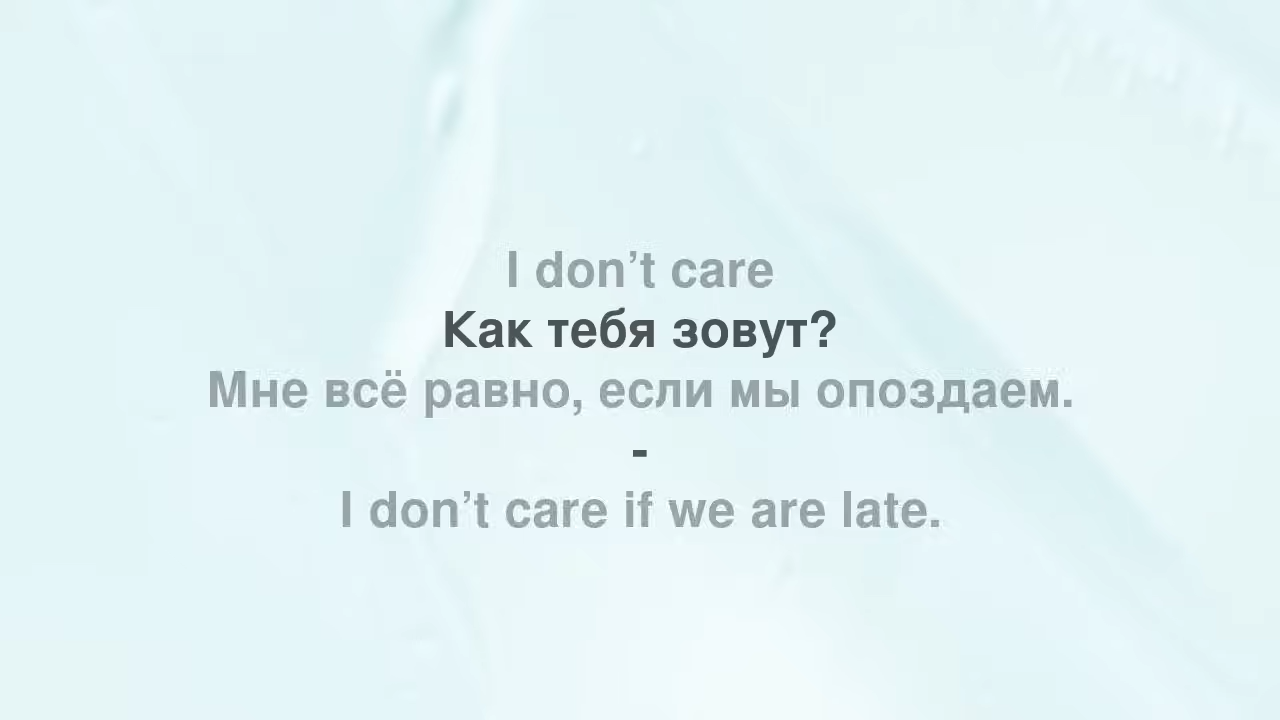 I don’t care
Как тебя зовут?
Мне всё равно, если мы опоздаем.
-
I don’t care if we are late.